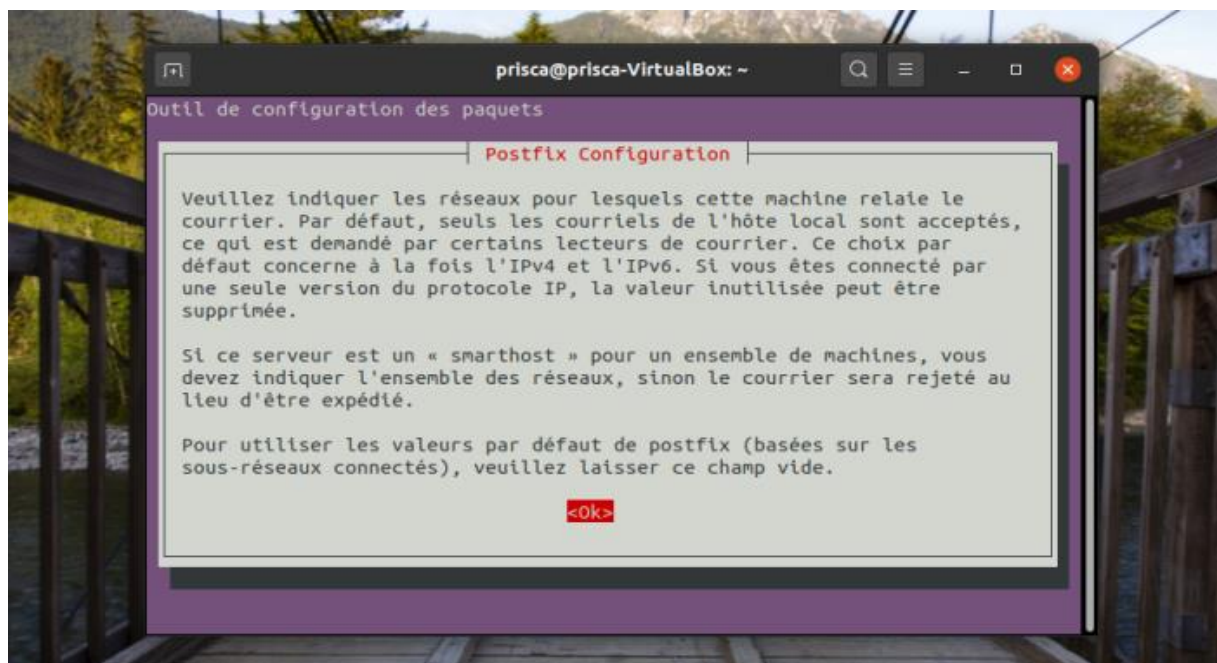 prisca@prisca-VirtualBox: ~
Outil de configuration des paquets
Postfix Configuration
Veuillez indiquer les réseaux pour lesquels cette machine relaie le
courrier. Par défaut, seuls les courriels de l'hôte local sont acceptés,
ce qui est demandé par certains lecteurs de courrier. Ce choix par
défaut concerne à la fois l'IPv4 et l'IPv6. Si vous êtes connecté par
une seule version du protocole IP, la valeur inutilisée peut être
supprimée.
Si ce serveur est un « smarthost » pour un ensemble de machines, vous
devez indiquer l'ensemble des réseaux, sinon le courrier sera rejeté au
lieu d'être expédié.
Pour utiliser les valeurs par défaut de postfix (basées sur les
sous-réseaux connectés), veuillez laisser ce champ vide.
<Ok>